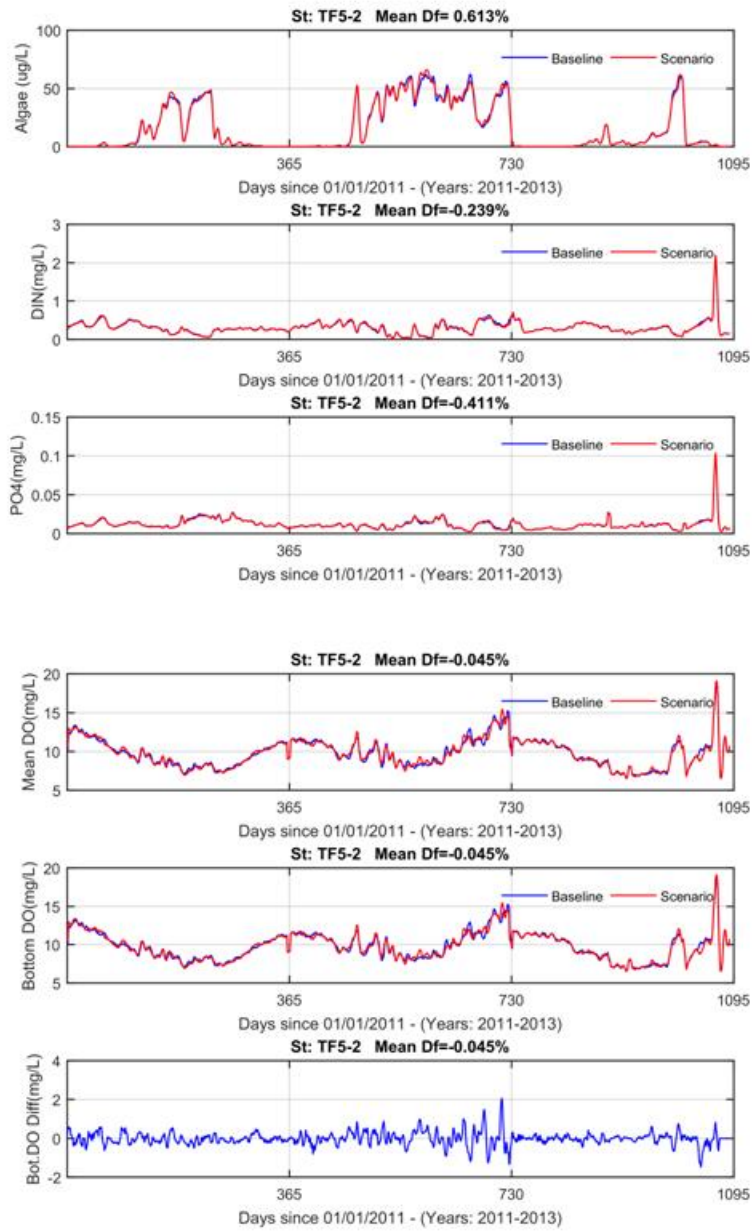 St: TF5-2 Mean Df= 0.613%
100
Baseline Scenario
50
Algae (ug/L)
0
365 730 1095
Days since 01/01/2011 - (Years: 2011-2013)
St: TF5-2 Mean Df=-0.239%
3
Baseline Scenario
2
DIN(mg/L)
1
0
365 730 1095
Days since 01/01/2011 - (Years: 2011-2013)
St: TF5-2 Mean Df=-0.411%
0.15
Baseline Scenario
0.1
PO4(mg/L)
0.05
0
365 730 1095
Days since 01/01/2011 - (Years: 2011-2013)
St: TF5-2 Mean Df=-0.045%
20
Baseline Scenario
15
Mean DO(mg/L)
10
5
365 730 1095
Days since 01/01/2011 - (Years: 2011-2013)
St: TF5-2 Mean Df=-0.045%
20
Baseline Scenario
15
Bottom DO(mg/L)
10
5
365 730 1095
Days since 01/01/2011 - (Years: 2011-2013)
St: TF5-2 Mean Df=-0.045%
4
2
Bot.DO Diff(mg/L)
0
-2
365 730 1095
Days since 01/01/2011 - (Years: 2011-2013)